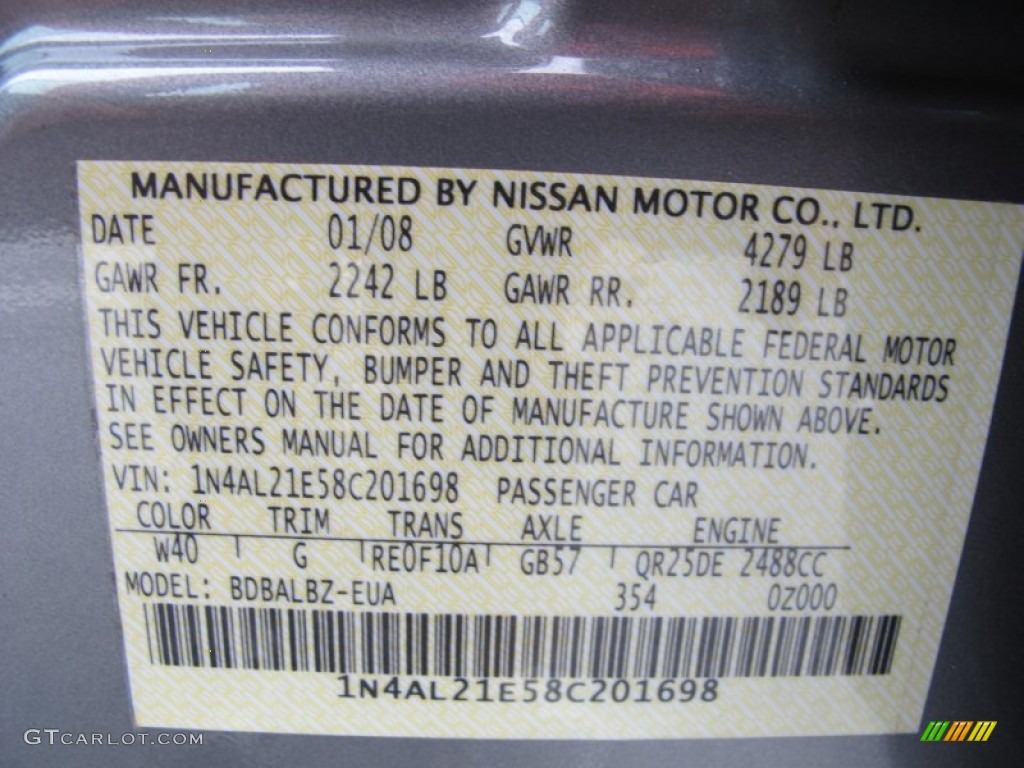 MANUFACTURED BY NISSAN MOTOR CO., LTD.
DATE 01/08 GVWR 4279 LB
GAWR FR. 2242 LB GAWR RR. 2189 LB
THIS VEHICLE CONFORMS TO ALL APPLICABLE FEDERAL MOTOR
VEHICLE SAFETY, BUMPER AND THEFT PREVENTION STANDARDS
IN EFFECT ON THE DATE OF MANUFACTURE SHOWN ABOVE.
SEE OWNERS MANUAL FOR ADDITIONAL INFORMATION.
VIN: 1N4AL21E58C201698 PASSENGER CAR
COLOR TRIM TRANS AXLE ENGINE
W40 G RE0F10A GB57 QR25DE 2488CC
MODEL: BDBALBZ-EUA 354 0Z000
1N4AL21E58C201698
GTCARLOT.COM